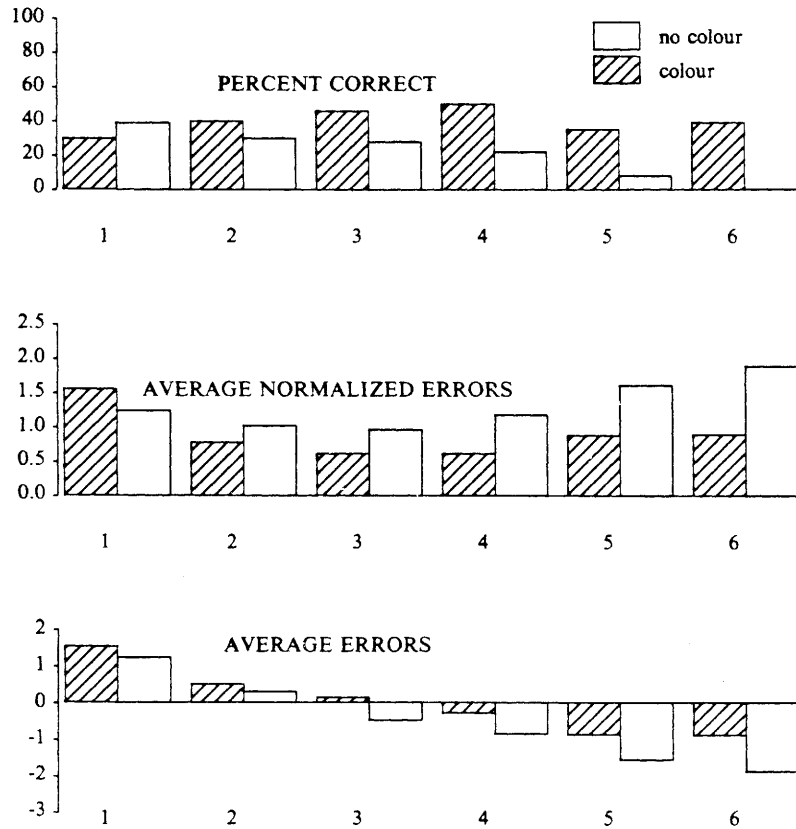 100
no colour
80
colour
PERCENT CORRECT
60
40
20
0
1 2 3 4 5 6
2.5
2.0
AVERAGE NORMALIZED ERRORS
1.5
1.0
0.5
0.0
1 2 3 4 5 6
2
AVERAGE ERRORS
1
0
-1
-2
-3
1 2 3 4 5 6